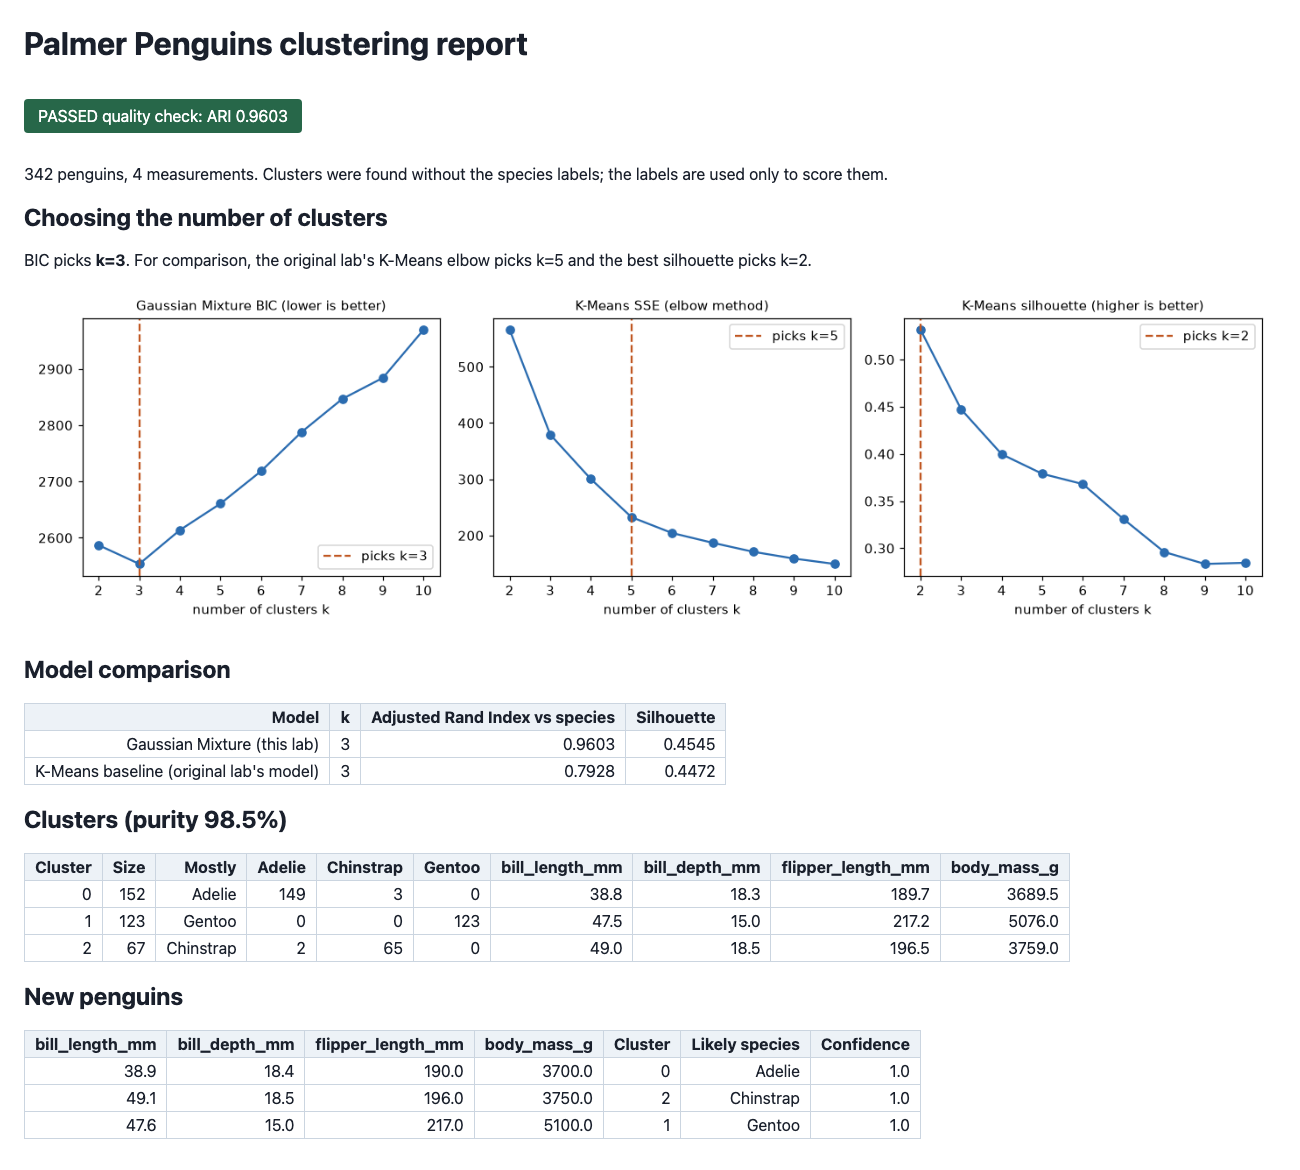 Palmer Penguins clustering report
PASSED quality check: ARI 0.9603
342 penguins, 4 measurements. Clusters were found without the species labels; the labels are used only to score them.
Choosing the number of clusters
BIC picks k=3. For comparison, the original lab's K-Means elbow picks k=5 and the best silhouette picks k=2.
Gaussian Mixture BIC (lower is better)
2900
2800
2700
2600
picks k=3
2 3 4 5 6 7 8 9 10
number of clusters k
K-Means SSE (elbow method)
picks k=5
500
400
300
200
2 3 4 5 6 7 8 9 10
number of clusters k
K-Means silhouette (higher is better)
picks k=2
0.50
0.45
0.40
0.35
0.30
2 3 4 5 6 7 8 9 10
number of clusters k
Model comparison
Model k Adjusted Rand Index vs species Silhouette
Gaussian Mixture (this lab) 3 0.9603 0.4545
K-Means baseline (original lab's model) 3 0.7928 0.4472
Clusters (purity 98.5%)
Cluster Size Mostly Adelie Chinstrap Gentoo bill_length_mm bill_depth_mm flipper_length_mm body_mass_g
0 152 Adelie 149 3 0 38.8 18.3 189.7 3689.5
1 123 Gentoo 0 0 123 47.5 15.0 217.2 5076.0
2 67 Chinstrap 2 65 0 49.0 18.5 196.5 3759.0
New penguins
bill_length_mm bill_depth_mm flipper_length_mm body_mass_g Cluster Likely species Confidence
38.9 18.4 190.0 3700.0 0 Adelie 1.0
49.1 18.5 196.0 3750.0 2 Chinstrap 1.0
47.6 15.0 217.0 5100.0 1 Gentoo 1.0